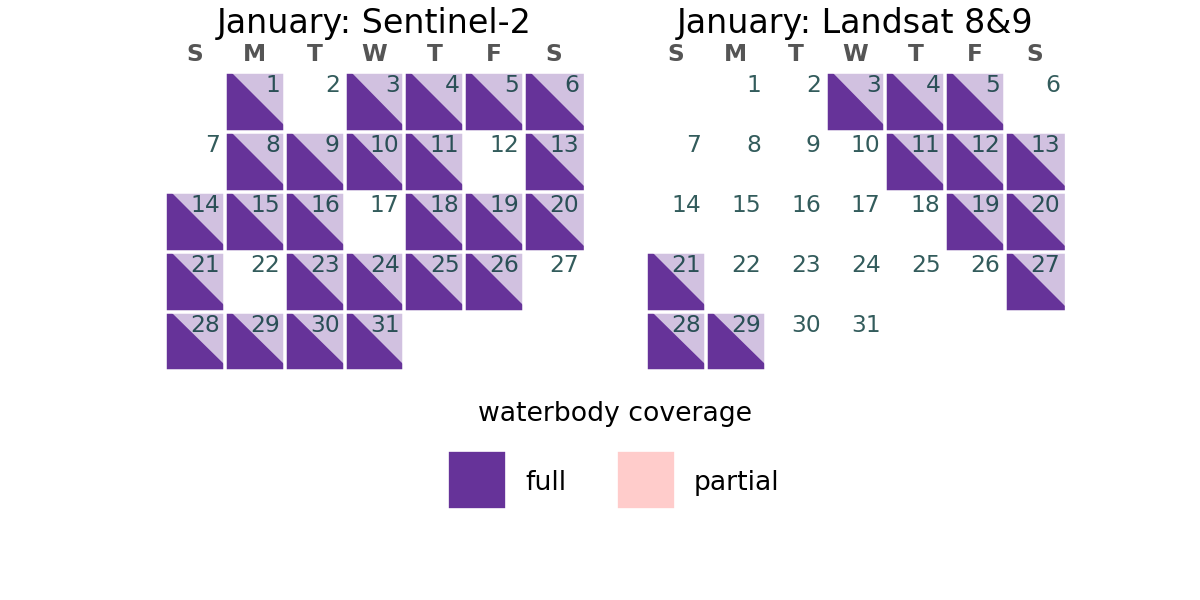 January: Sentinel-2
S M T W T F S
1 2 3 4 5 6
7 8 9 10 11 12 13
14 15 16 17 18 19 20
21 22 23 24 25 26 27
28 29 30 31
January: Landsat 8&9
S M T W T F S
1 2 3 4 5 6
7 8 9 10 11 12 13
14 15 16 17 18 19 20
21 22 23 24 25 26 27
28 29 30 31
waterbody coverage
full partial